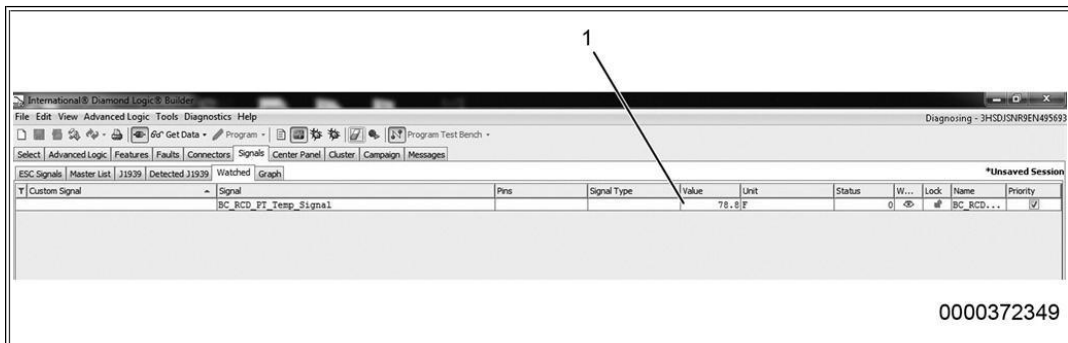 1
International® Diamond Logic® Builder
File Edit View Advanced Logic Tools Diagnostics Help
Diagnosing - 3HSDJSNR9EN495693
Get Data Program Program Test Bench
Select Advanced Logic Features Faults Connectors Signals Center Panel Cluster Campaign Messages
ESC Signals Master List J1939 Detected J1939 Watched Graph
*Unsaved Session
T Custom Signal Signal Pins Signal Type Value Unit Status W... Lock Name Priority
BC_RCD_PT_Temp_Signal 78.8 F 0 BC_RCD...
0000372349